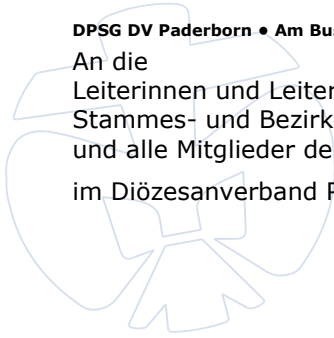 DPSG DV Paderborn • Am Bu
An die
Leiterinnen und Leiter
Stammes- und Bezirk
und alle Mitglieder de
im Diözesanverband P